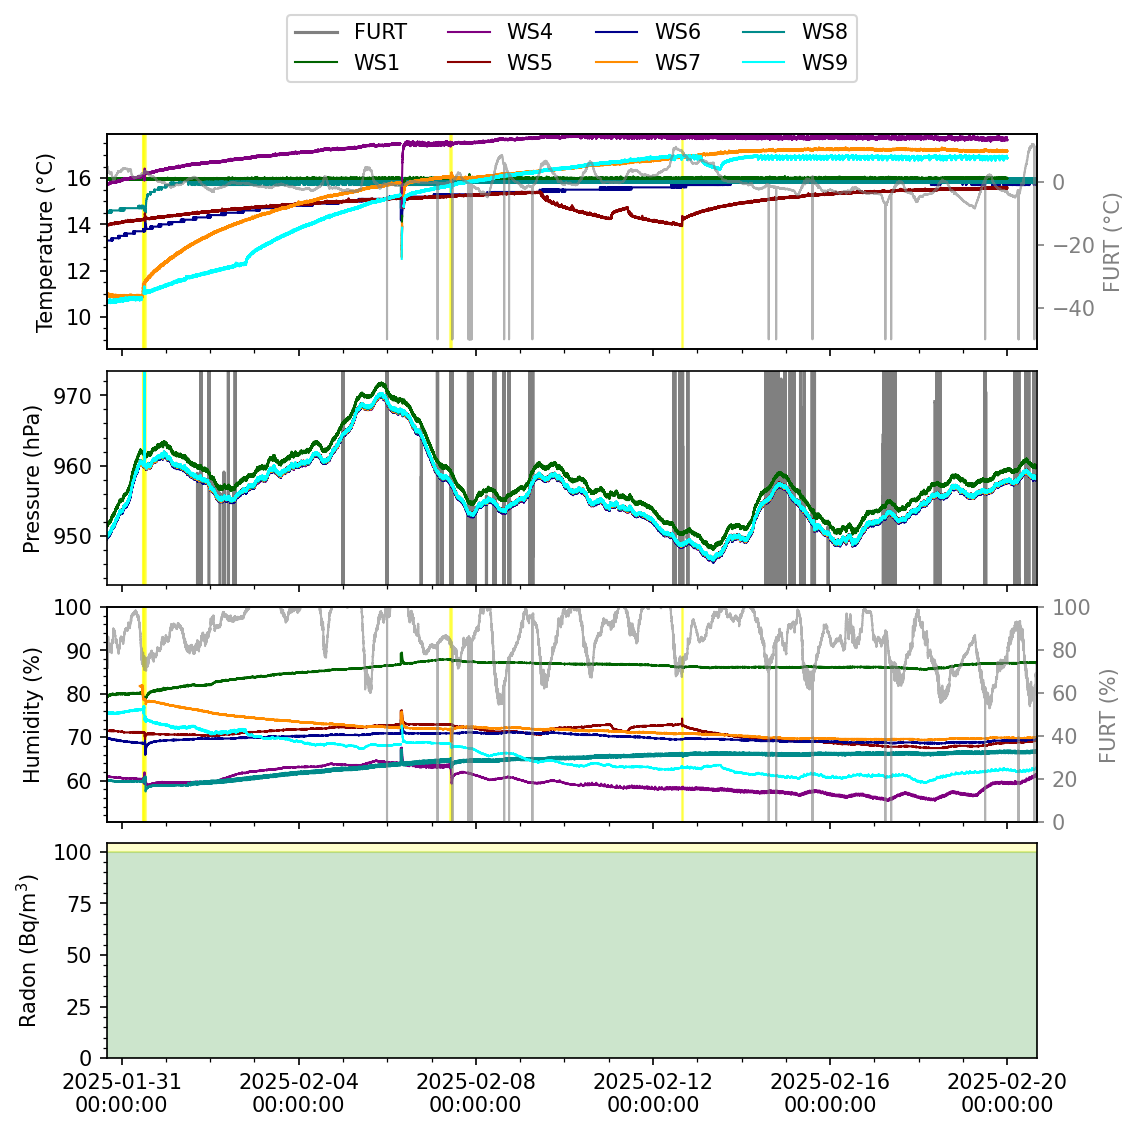 FURT WS4 WS6 WS8
WS1 WS5 WS7 WS9
Temperature (°C)
16
14
12
10
0
−20
−40
FURT (°C)
Pressure (hPa)
970
960
950
Humidity (%)
100
90
80
70
60
100
80
60
40
20
0
FURT (%)
Radon (Bq/m³)
100
75
50
25
0
2025-01-31 2025-02-04 2025-02-08 2025-02-12 2025-02-16 2025-02-20
00:00:00 00:00:00 00:00:00 00:00:00 00:00:00 00:00:00